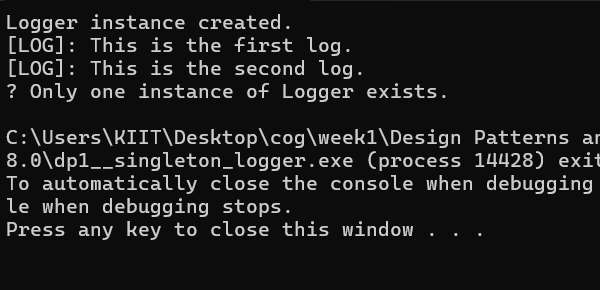 Logger instance created.
[LOG]: This is the first log.
[LOG]: This is the second log.
? Only one instance of Logger exists.
C:\Users\KIIT\Desktop\cog\week1\Design Patterns an
8.0\dp1__singleton_logger.exe (process 14428) exit
To automatically close the console when debugging
le when debugging stops.
Press any key to close this window . . .